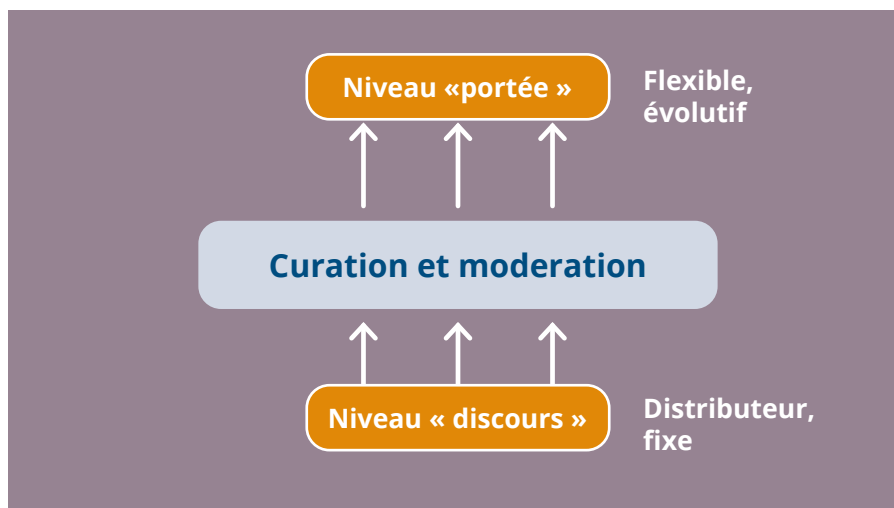 Niveau «portée »
Flexible,
évolutif
Curation et moderation
Niveau « discours »
Distributeur,
fixe